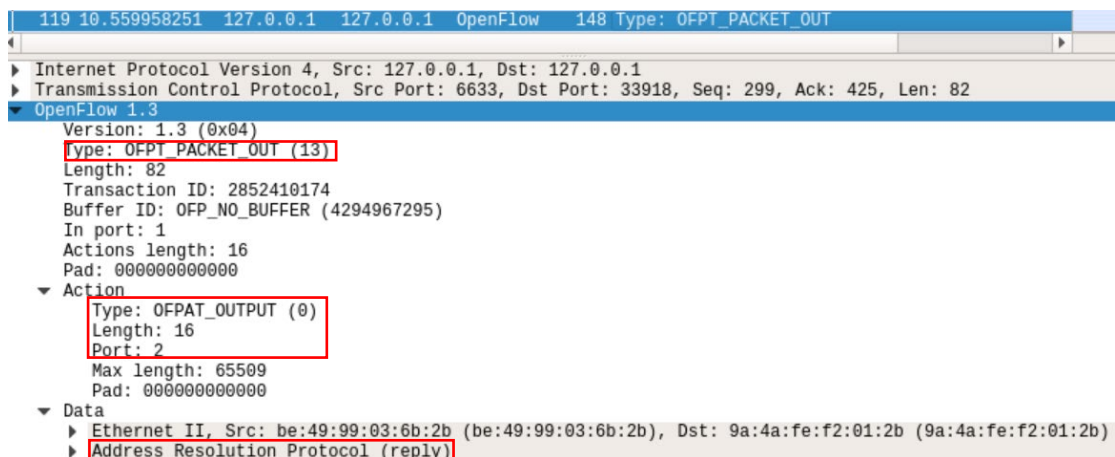 119 10.559958251 127.0.0.1 127.0.0.1 OpenFlow 148 Type: OFPT_PACKET_OUT
Internet Protocol Version 4, Src: 127.0.0.1, Dst: 127.0.0.1
Transmission Control Protocol, Src Port: 6633, Dst Port: 33918, Seq: 299, Ack: 425, Len: 82
OpenFlow 1.3
Version: 1.3 (0x04)
Type: OFPT_PACKET_OUT (13)
Length: 82
Transaction ID: 2852410174
Buffer ID: OFP_NO_BUFFER (4294967295)
In port: 1
Actions length: 16
Pad: 000000000000
Action
Type: OFPAT_OUTPUT (0)
Length: 16
Port: 2
Max length: 65509
Pad: 000000000000
Data
Ethernet II, Src: be:49:99:03:6b:2b (be:49:99:03:6b:2b), Dst: 9a:4a:fe:f2:01:2b (9a:4a:fe:f2:01:2b)
Address Resolution Protocol (reply)